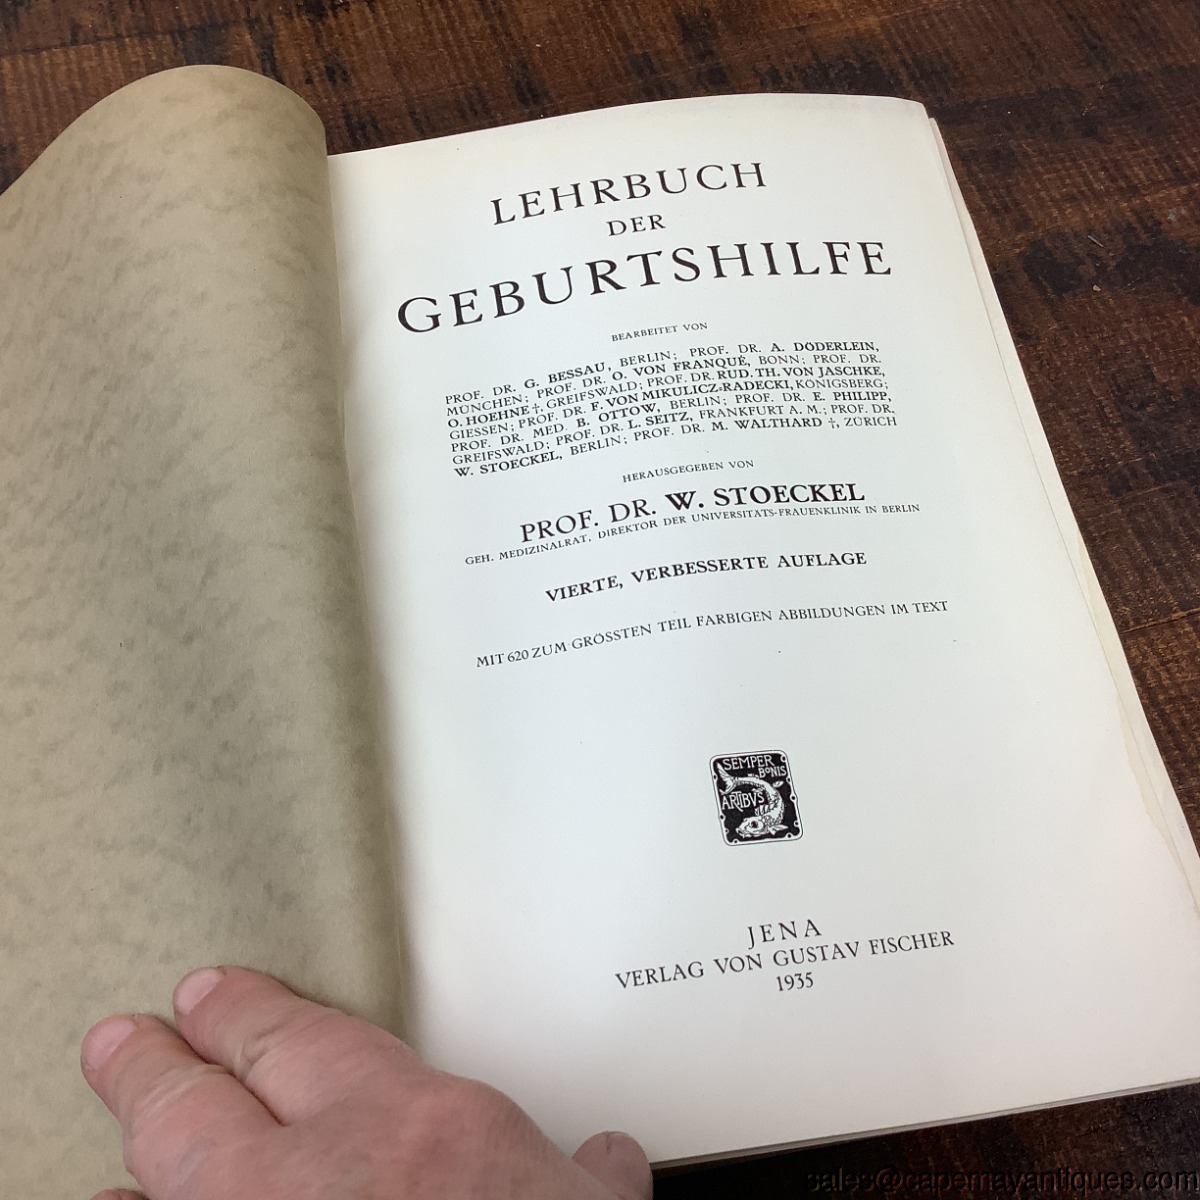 LEHRBUCH
DER
GEBURTSHILFE
BEARBEITET VON
PROF. DR. G. BESSAU, BERLIN; PROF. DR. A. DÖDERLEIN,
MÜNCHEN; PROF. DR. O. VON FRANQUÉ, BONN; PROF. DR.
O. HOEHNE †, GREIFSWALD; PROF. DR. RUD. TH. VON JASCHKE,
GIESSEN; PROF. DR. F. VON MIKULICZ-RADECKI, KÖNIGSBERG;
PROF. DR. MED. B. OTTOW, BERLIN; PROF. DR. E. PHILIPP,
GREIFSWALD; PROF. DR. L. SEITZ, FRANKFURT A. M.; PROF. DR.
W. STOECKEL, BERLIN; PROF. DR. M. WALTHARD †, ZÜRICH
HERAUSGEGEBEN VON
PROF. DR. W. STOECKEL
GEH. MEDIZINALRAT, DIREKTOR DER UNIVERSITÄTS-FRAUENKLINIK IN BERLIN
VIERTE, VERBESSERTE AUFLAGE
MIT 620 ZUM GRÖSSTEN TEIL FARBIGEN ABBILDUNGEN IM TEXT
SEMPER
BONIS
ARTIBVS
JENA
VERLAG VON GUSTAV FISCHER
1935
sales@capemayantiques.com